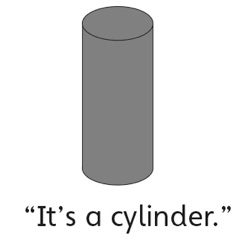 “It’s a cylinder.”